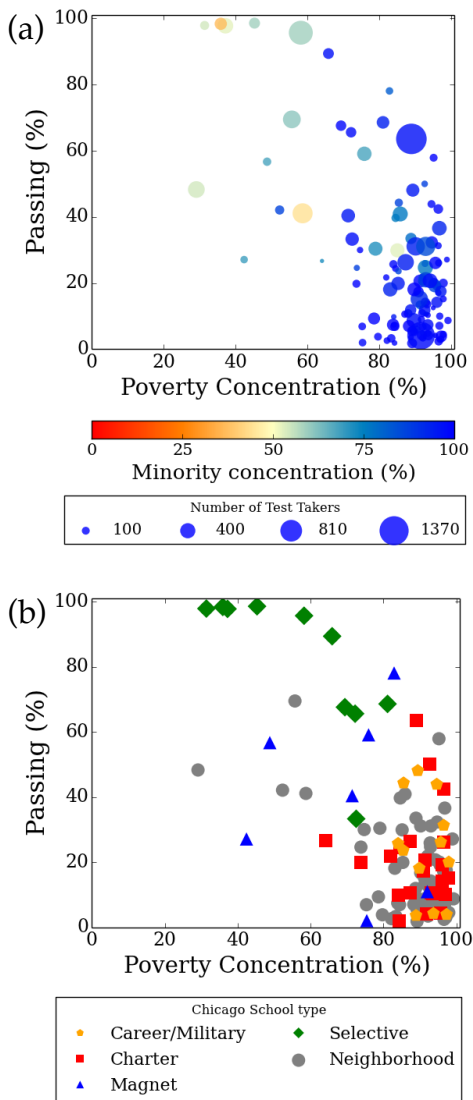 (a)
Passing (%)
100
80
60
40
20
0
0 20 40 60 80 100
Poverty Concentration (%)
0 25 50 75 100
Minority concentration (%)
Number of Test Takers
100 400 810 1370
(b)
Passing (%)
100
80
60
40
20
0
0 20 40 60 80 100
Poverty Concentration (%)
Chicago School type
Career/Military Selective
Charter Neighborhood
Magnet